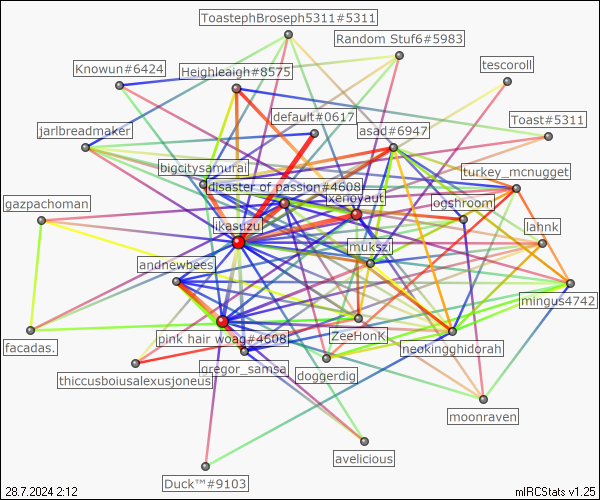 ToastephBroseph5311#5311
Random Stuf6#5983
tescoroll
Knowun#6424
Heighleaigh#8575
default#0617
Toast#5311
jarlbreadmaker
asad#6947
bigcitysamurai
turkey_mcnugget
disaster of passion#4608
xenoyaut
gazpachoman
ogshroom
ikasuzu
lahnk
mukszi
andnewbees
mingus4742
facadas.
pink hair woag#4608
ZeeHonK
neokingghidorah
gregor_samsa
thiccusboiusalexusjoneus
doggerdig
moonraven
avelicious
Duck™#9103
28.7.2024 2:12
mIRCStats v1.25